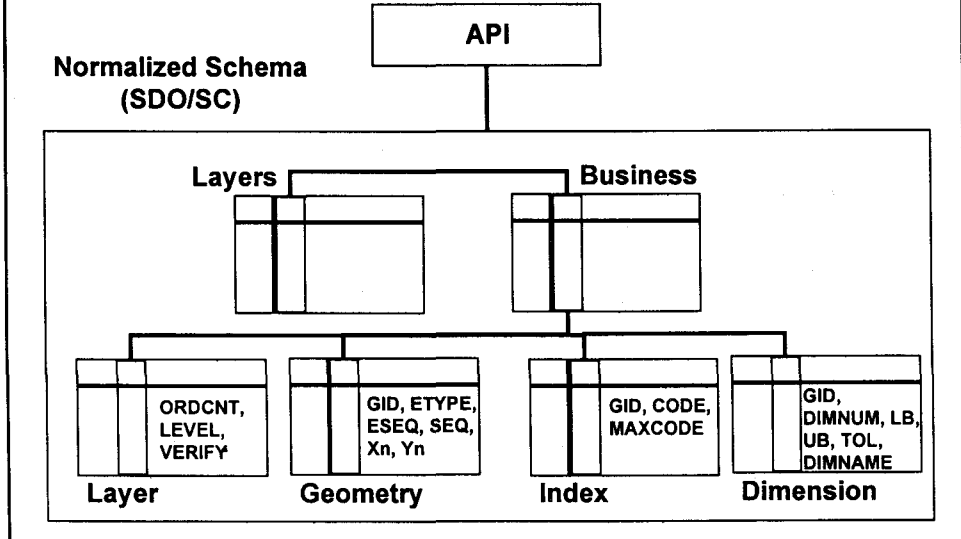 API
Normalized Schema
(SDO/SC)
Layers
Business
ORDCNT,
LEVEL,
VERIFY
GID, ETYPE,
ESEQ, SEQ,
Xn, Yn
GID, CODE,
MAXCODE
GID,
DIMNUM, LB,
UB, TOL,
DIMNAME
Layer
Geometry
Index
Dimension